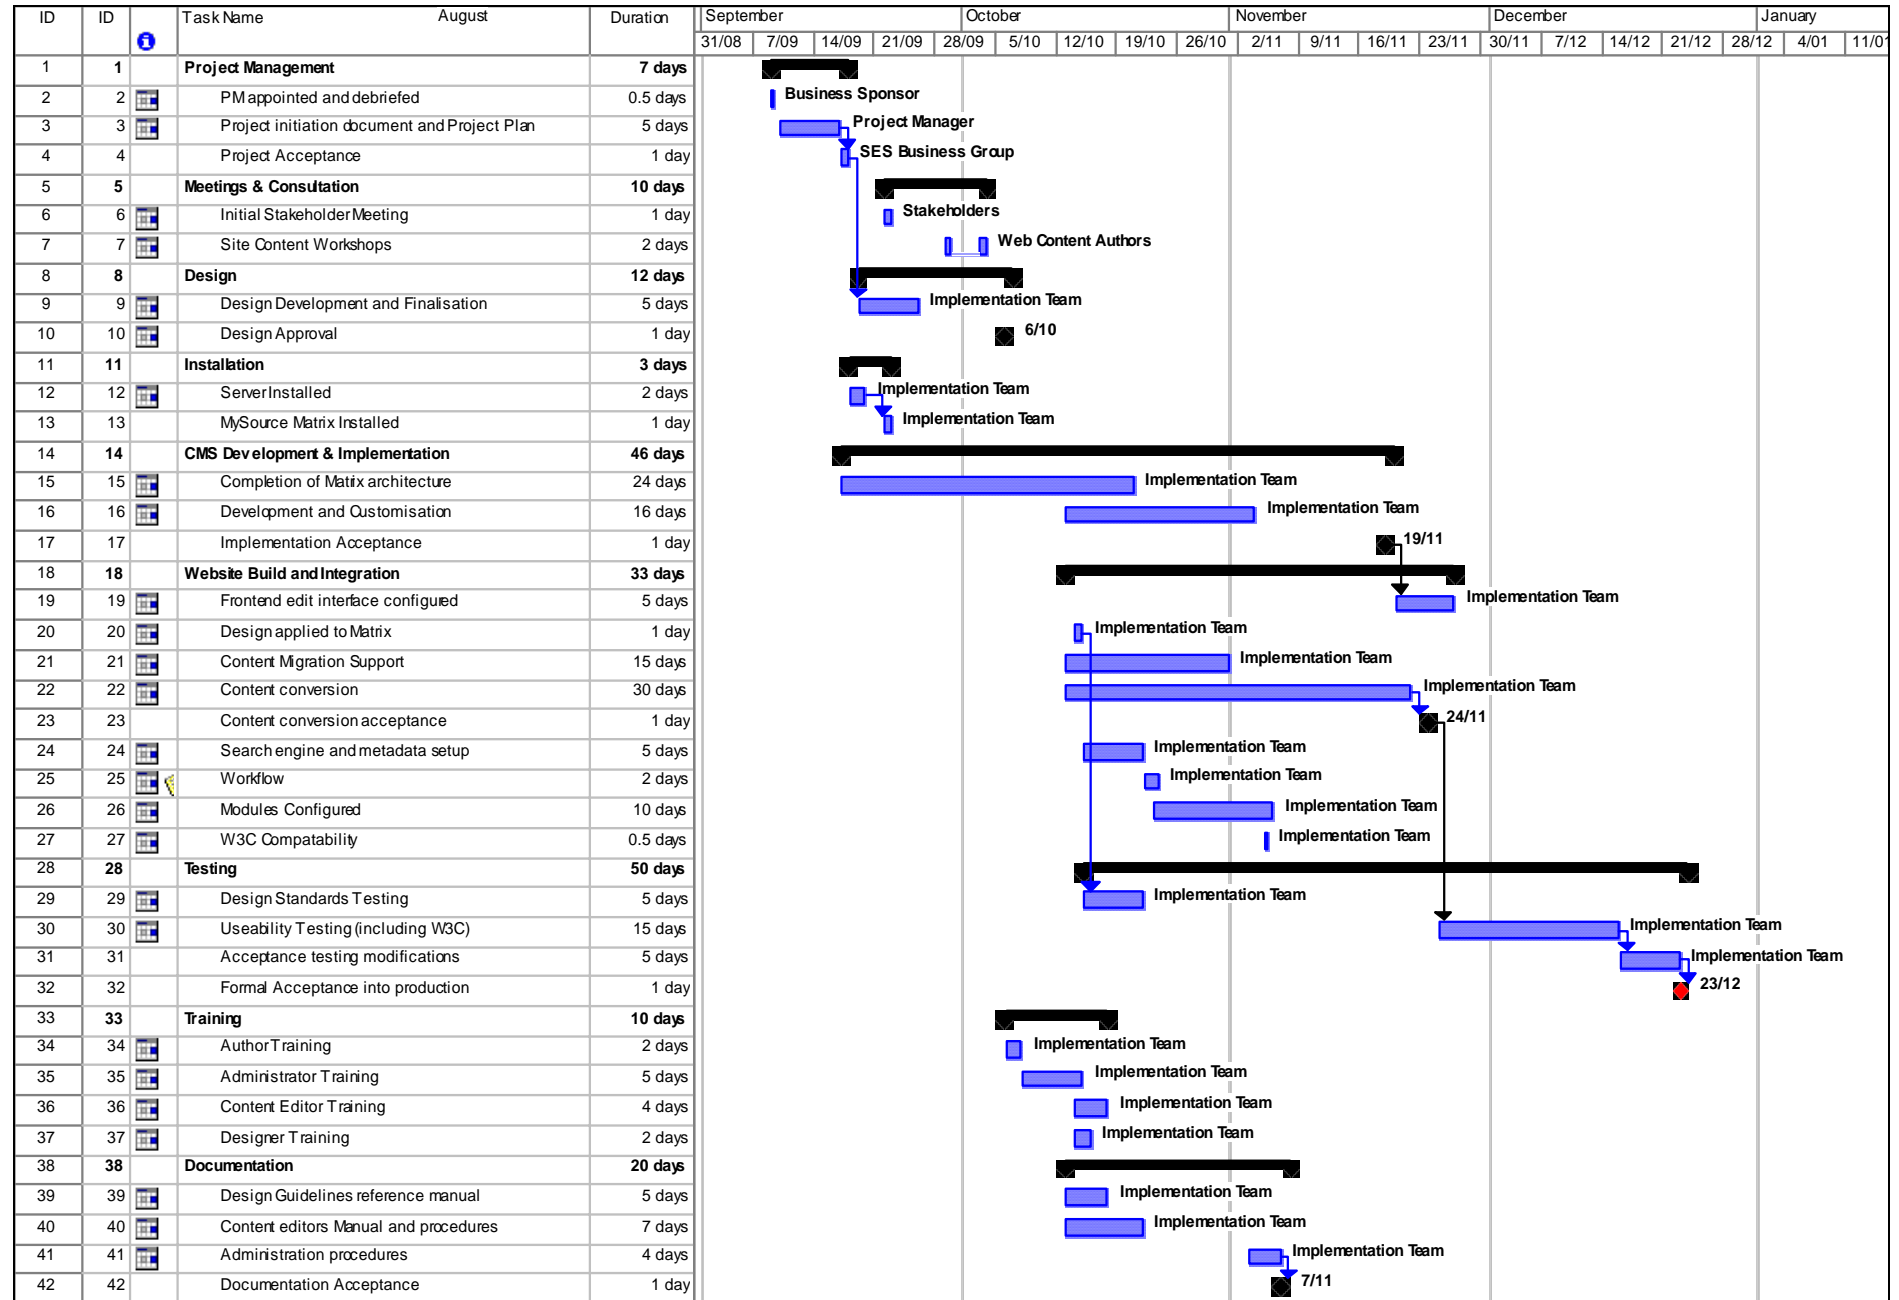 ID ID Task Name August Duration September October November December January
31/08 7/09 14/09 21/09 28/09 5/10 12/10 19/10 26/10 2/11 9/11 16/11 23/11 30/11 7/12 14/12 21/12 28/12 4/01 11/01
1 1 Project Management 7 days
2 2 PM appointed and debriefed 0.5 days Business Sponsor
3 3 Project initiation document and Project Plan 5 days Project Manager
4 4 Project Acceptance 1 day SES Business Group
5 5 Meetings & Consultation 10 days
6 6 Initial Stakeholder Meeting 1 day Stakeholders
7 7 Site Content Workshops 2 days Web Content Authors
8 8 Design 12 days
9 9 Design Development and Finalisation 5 days Implementation Team
10 10 Design Approval 1 day 6/10
11 11 Installation 3 days
12 12 Server Installed 2 days Implementation Team
13 13 MySource Matrix Installed 1 day Implementation Team
14 14 CMS Development & Implementation 46 days
15 15 Completion of Matrix architecture 24 days Implementation Team
16 16 Development and Customisation 16 days Implementation Team
17 17 Implementation Acceptance 1 day 19/11
18 18 Website Build and Integration 33 days
19 19 Frontend edit interface configured 5 days Implementation Team
20 20 Design applied to Matrix 1 day Implementation Team
21 21 Content Migration Support 15 days Implementation Team
22 22 Content conversion 30 days Implementation Team
23 23 Content conversion acceptance 1 day 24/11
24 24 Search engine and metadata setup 5 days Implementation Team
25 25 Workflow 2 days Implementation Team
26 26 Modules Configured 10 days Implementation Team
27 27 W3C Compatability 0.5 days Implementation Team
28 28 Testing 50 days
29 29 Design Standards Testing 5 days Implementation Team
30 30 Useability Testing (including W3C) 15 days Implementation Team
31 31 Acceptance testing modifications 5 days Implementation Team
32 32 Formal Acceptance into production 1 day 23/12
33 33 Training 10 days
34 34 Author Training 2 days Implementation Team
35 35 Administrator Training 5 days Implementation Team
36 36 Content Editor Training 4 days Implementation Team
37 37 Designer Training 2 days Implementation Team
38 38 Documentation 20 days
39 39 Design Guidelines reference manual 5 days Implementation Team
40 40 Content editors Manual and procedures 7 days Implementation Team
41 41 Administration procedures 4 days Implementation Team
42 42 Documentation Acceptance 1 day 7/11